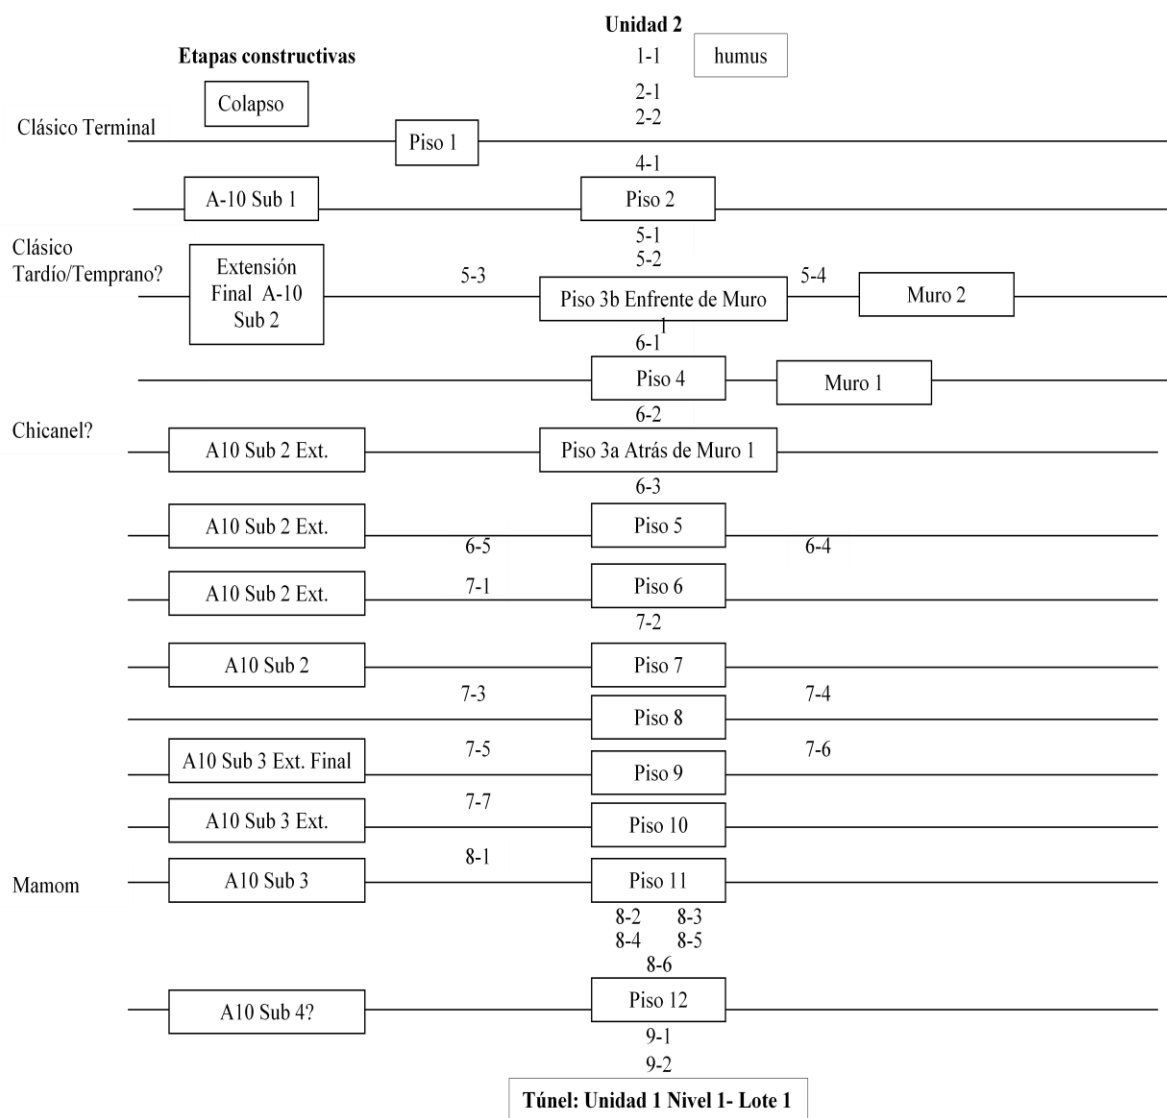 Unidad 2
Etapas constructivas
1-1
humus
Colapso
2-1
2-2
Clásico Terminal
Piso 1
4-1
A-10 Sub 1
Piso 2
Clásico
Tardío/Temprano?
5-1
5-2
Extensión
Final A-10
Sub 2
5-3
Piso 3b Enfrente de Muro
1
5-4
Muro 2
6-1
Piso 4
Muro 1
6-2
Chicanel?
A10 Sub 2 Ext.
Piso 3a Atrás de Muro 1
6-3
A10 Sub 2 Ext.
Piso 5
6-5
6-4
A10 Sub 2 Ext.
7-1
Piso 6
7-2
A10 Sub 2
Piso 7
7-3
7-4
Piso 8
A10 Sub 3 Ext. Final
7-5
7-6
Piso 9
7-7
A10 Sub 3 Ext.
Piso 10
8-1
Mamom
A10 Sub 3
Piso 11
8-2 8-3
8-4 8-5
8-6
A10 Sub 4?
Piso 12
9-1
9-2
Túnel: Unidad 1 Nivel 1- Lote 1